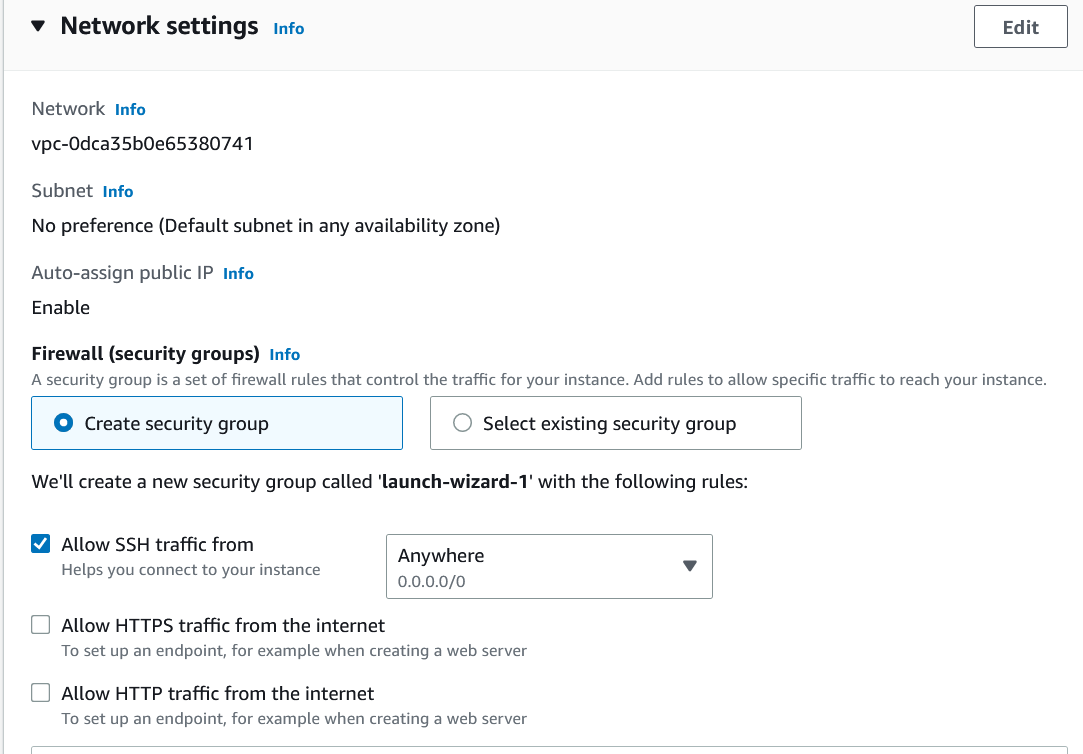 Network settings Info
Edit
Network Info
vpc-0dca35b0e65380741
Subnet Info
No preference (Default subnet in any availability zone)
Auto-assign public IP Info
Enable
Firewall (security groups) Info
A security group is a set of firewall rules that control the traffic for your instance. Add rules to allow specific traffic to reach your instance.
Create security group
Select existing security group
We'll create a new security group called 'launch-wizard-1' with the following rules:
Allow SSH traffic from
Helps you connect to your instance
Anywhere
0.0.0.0/0
Allow HTTPS traffic from the internet
To set up an endpoint, for example when creating a web server
Allow HTTP traffic from the internet
To set up an endpoint, for example when creating a web server